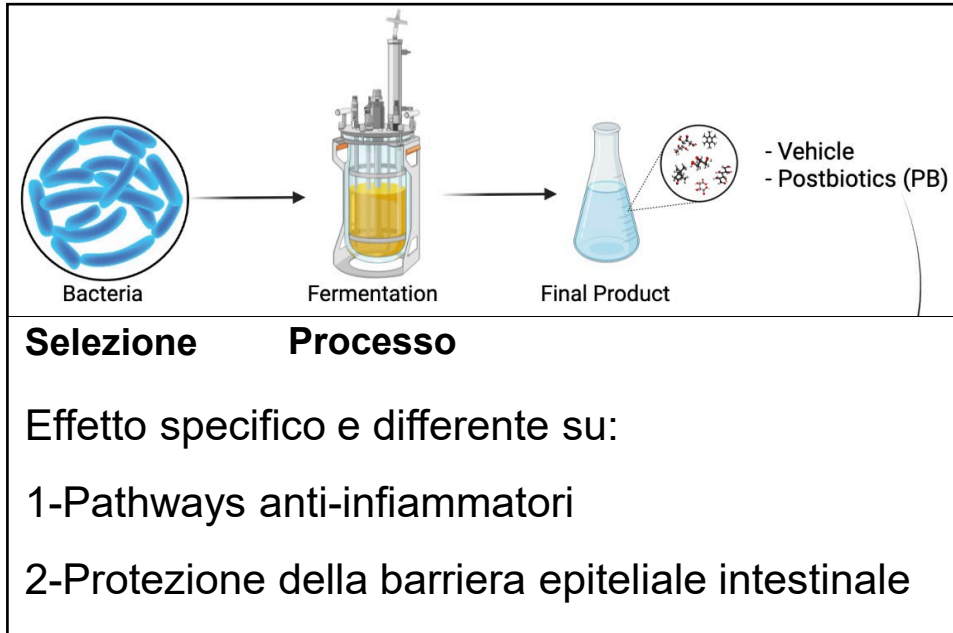 - Vehicle
- Postbiotics (PB)
Bacteria Fermentation Final Product
Selezione Processo
Effetto specifico e differente su:
1-Pathways anti-infiammatori
2-Protezione della barriera epiteliale intestinale